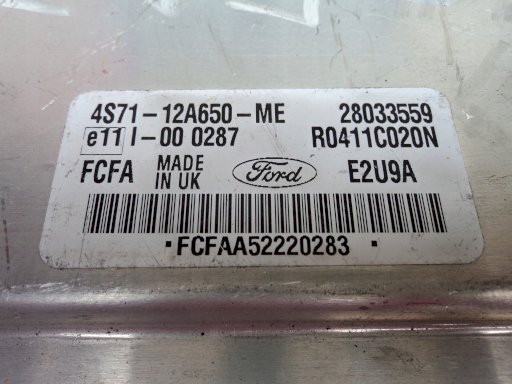 4S71-12A650-ME 28033559
e11 I-00 0287 R0411C020N
FCFA MADE IN UK Ford E2U9A
·FCFAA52220283·